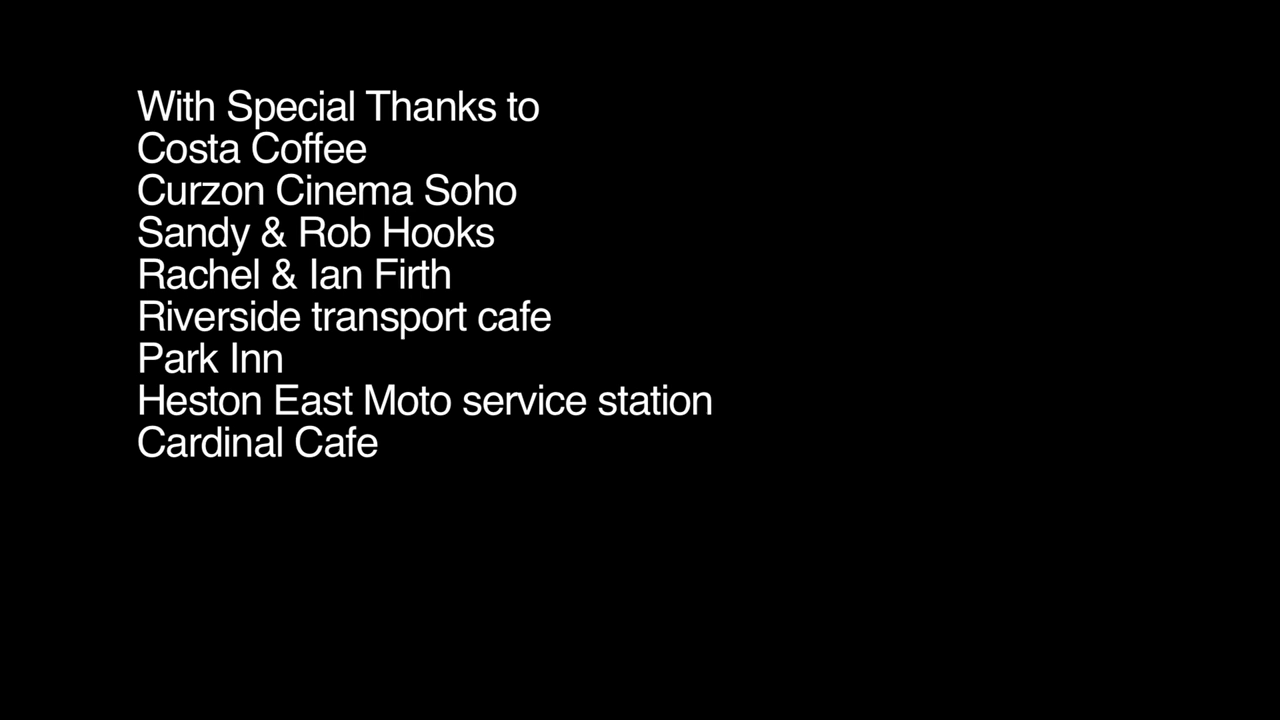 With Special Thanks to
Costa Coffee
Curzon Cinema Soho
Sandy & Rob Hooks
Rachel & Ian Firth
Riverside transport cafe
Park Inn
Heston East Moto service station
Cardinal Cafe